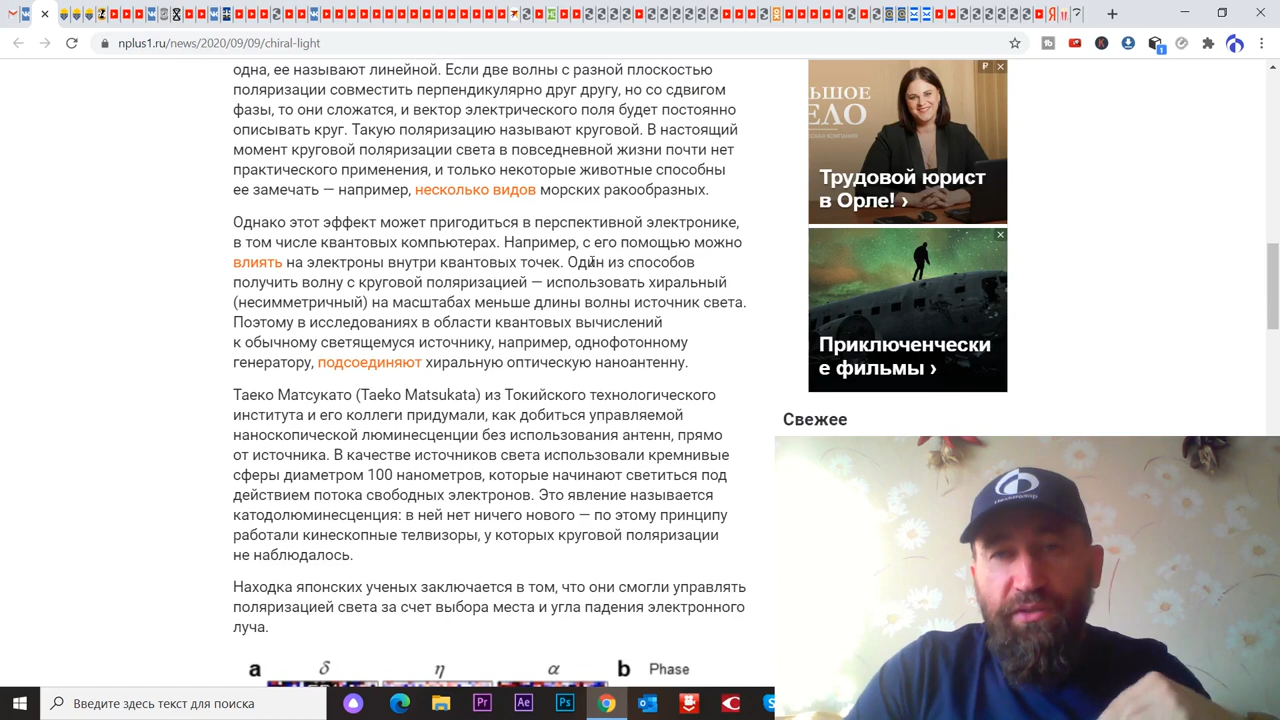 nplus1.ru/news/2020/09/09/chiral-light
одна, ее называют линейной. Если две волны с разной плоскостью
поляризации совместить перпендикулярно друг другу, но со сдвигом
фазы, то они сложатся, и вектор электрического поля будет постоянно
описывать круг. Такую поляризацию называют круговой. В настоящий
момент круговой поляризации света в повседневной жизни почти нет
практического применения, и только некоторые животные способны
ее замечать — например, несколько видов морских ракообразных.
Однако этот эффект может пригодиться в перспективной электронике,
в том числе квантовых компьютерах. Например, с его помощью можно
влиять на электроны внутри квантовых точек. Один из способов
получить волну с круговой поляризацией — использовать хиральный
(несимметричный) на масштабах меньше длины волны источник света.
Поэтому в исследованиях в области квантовых вычислений
к обычному светящемуся источнику, например, однофотонному
генератору, подсоединяют хиральную оптическую наноантенну.
Таеко Матсукато (Taeko Matsukata) из Токийского технологического
института и его коллеги придумали, как добиться управляемой
наноскопической люминесценции без использования антенн, прямо
от источника. В качестве источников света использовали кремнивые
сферы диаметром 100 нанометров, которые начинают светиться под
действием потока свободных электронов. Это явление называется
катодолюминесценция: в ней нет ничего нового — по этому принципу
работали кинескопные телвизоры, у которых круговой поляризации
не наблюдалось.
Находка японских ученых заключается в том, что они смогли управлять
поляризацией света за счет выбора места и угла падения электронного
луча.
a δ η α b Phase
ЬШОЕ
ЕЛО
Трудовой юрист
в Орле! ›
Приключенчески
е фильмы ›
Свежее
Введите здесь текст для поиска
Pr
Ae
Ps